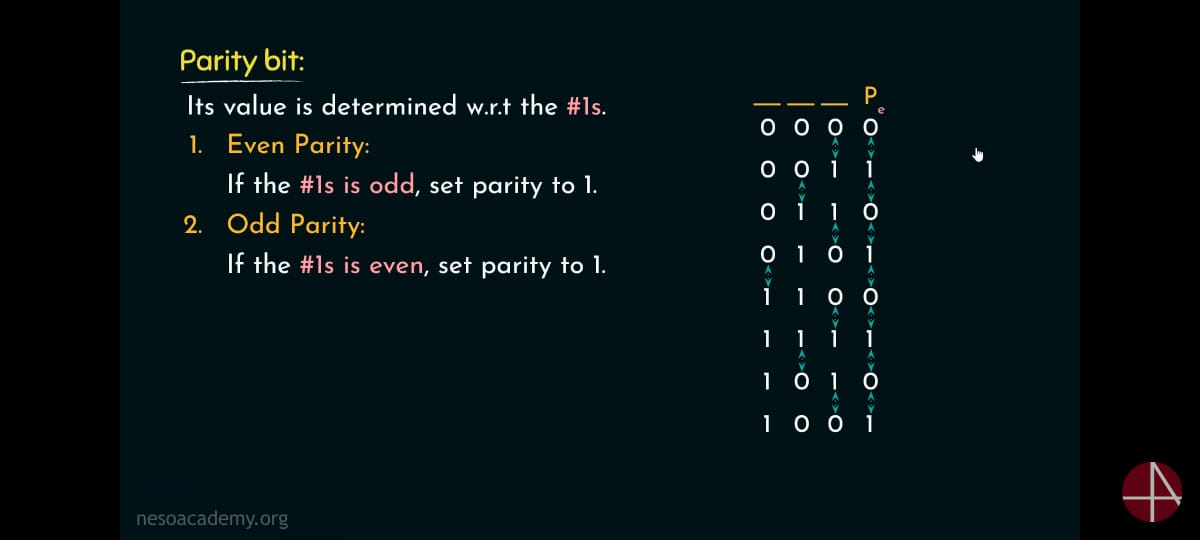 Parity bit:
Its value is determined w.r.t the #1s.
1. Even Parity:
If the #1s is odd, set parity to 1.
2. Odd Parity:
If the #1s is even, set parity to 1.
_ _ _ Pe
0 0 0 0
0 0 1 1
0 1 1 0
0 1 0 1
1 1 0 0
1 1 1 1
1 0 1 0
1 0 0 1
nesoacademy.org